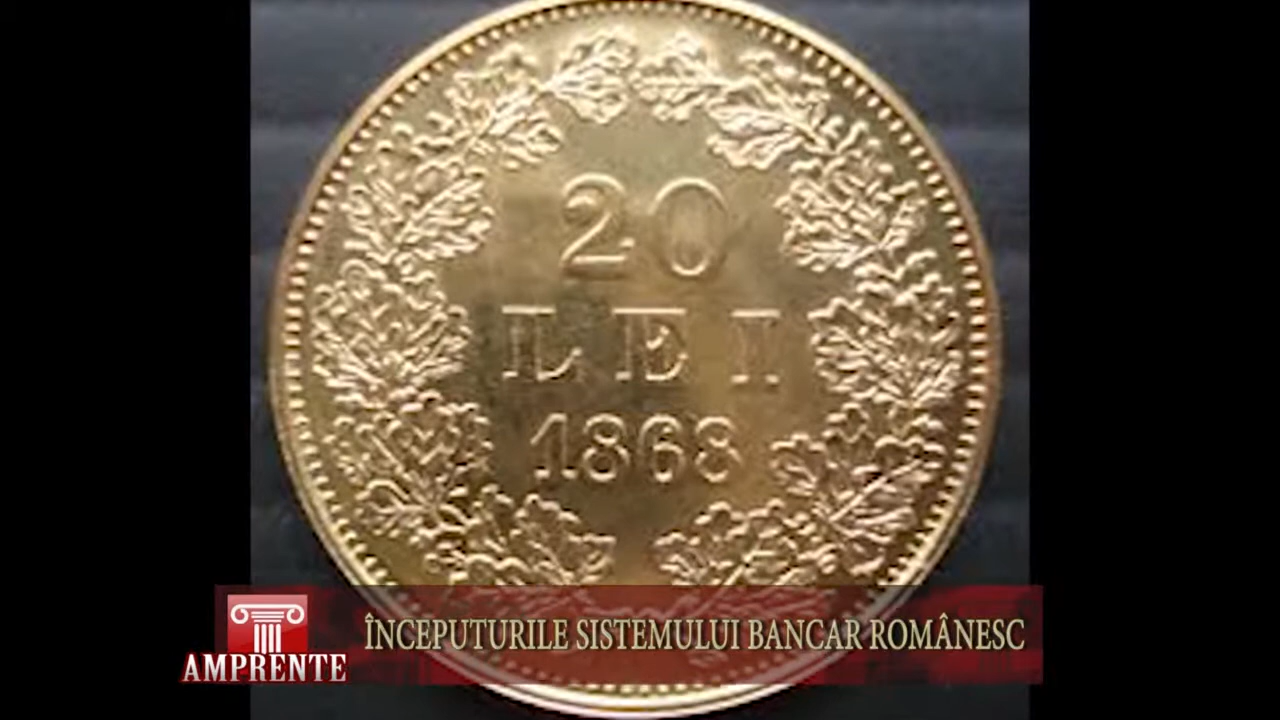 20
LEI
1868
ÎNCEPUTURILE SISTEMULUI BANCAR ROMÂNESC
AMPRENTE